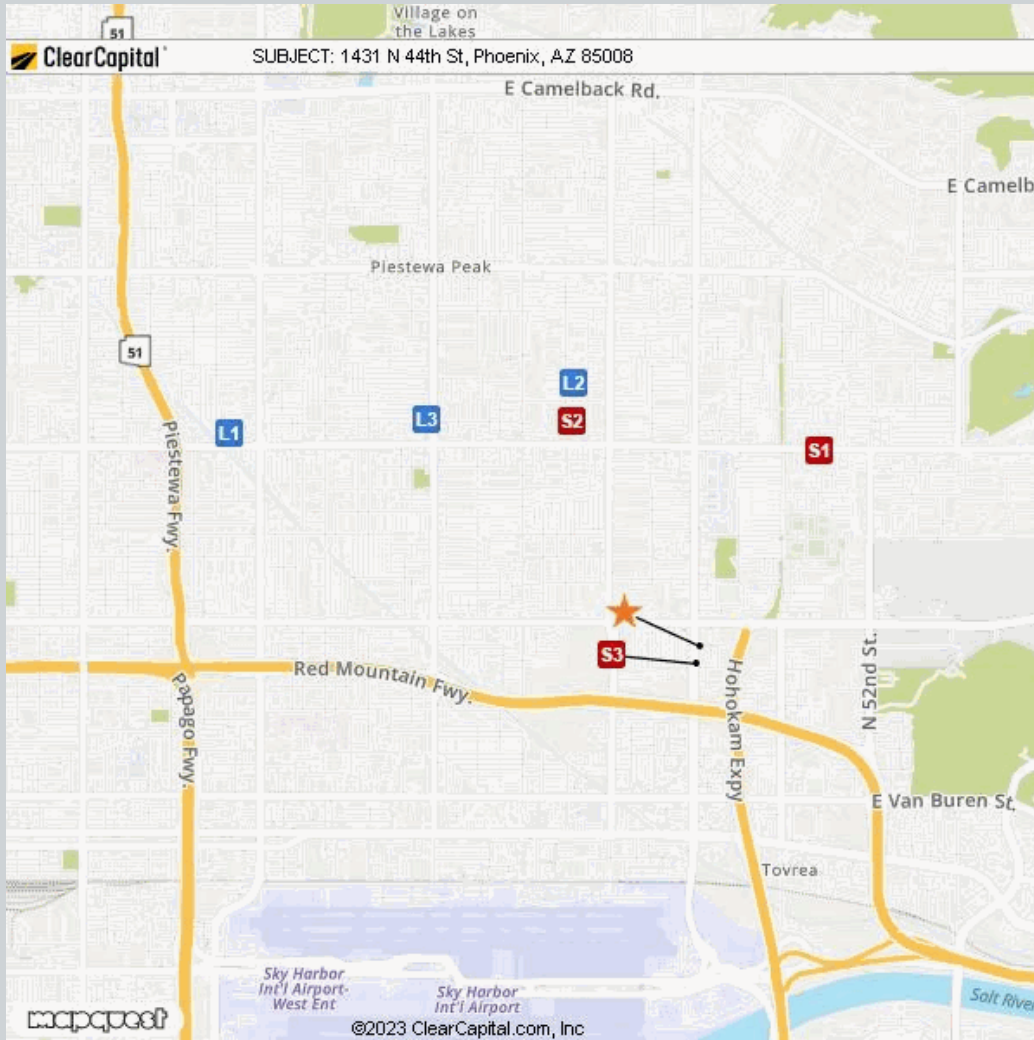 Village on
the Lakes
51
ClearCapital
SUBJECT: 1431 N 44th St, Phoenix, AZ 85008
E Camelback Rd.
E Camelb
Piestewa Peak
51
L2
L3
S2
L1
S1
Piestewa Fwy.
S3
Red Mountain Fwy.
N 52nd St.
Hohokam Expy
Papago Fwy.
E Van Buren St.
Tovrea
Sky Harbor
Int'l Airport-
West Ent
Sky Harbor
Int'l Airport
Salt River
mapquest
©2023 ClearCapital.com, Inc